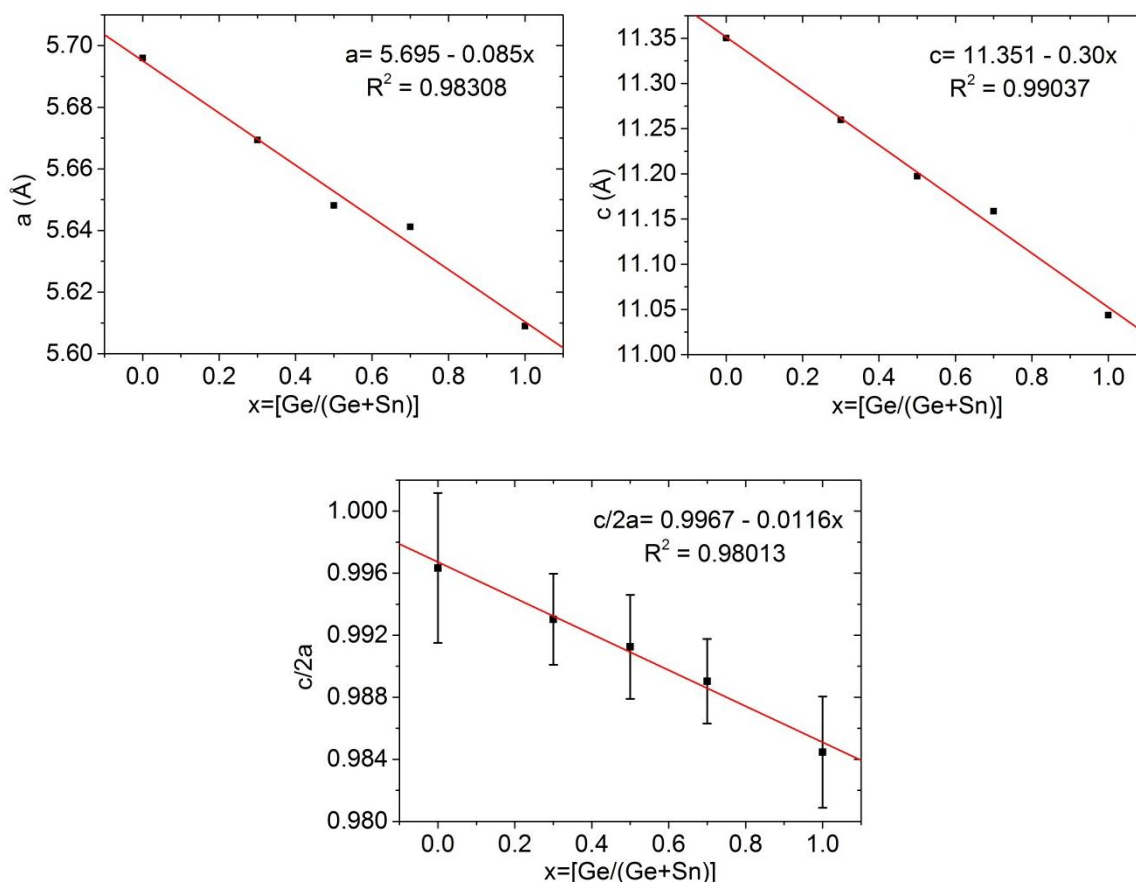 a= 5.695 - 0.085x
R² = 0.98308
5.70
5.68
5.66
5.64
5.62
5.60
a (Å)
0.0 0.2 0.4 0.6 0.8 1.0
x=[Ge/(Ge+Sn)]
c= 11.351 - 0.30x
R² = 0.99037
11.35
11.30
11.25
11.20
11.15
11.10
11.05
11.00
c (Å)
0.0 0.2 0.4 0.6 0.8 1.0
x=[Ge/(Ge+Sn)]
c/2a= 0.9967 - 0.0116x
R² = 0.98013
1.000
0.996
0.992
0.988
0.984
0.980
c/2a
0.0 0.2 0.4 0.6 0.8 1.0
x=[Ge/(Ge+Sn)]